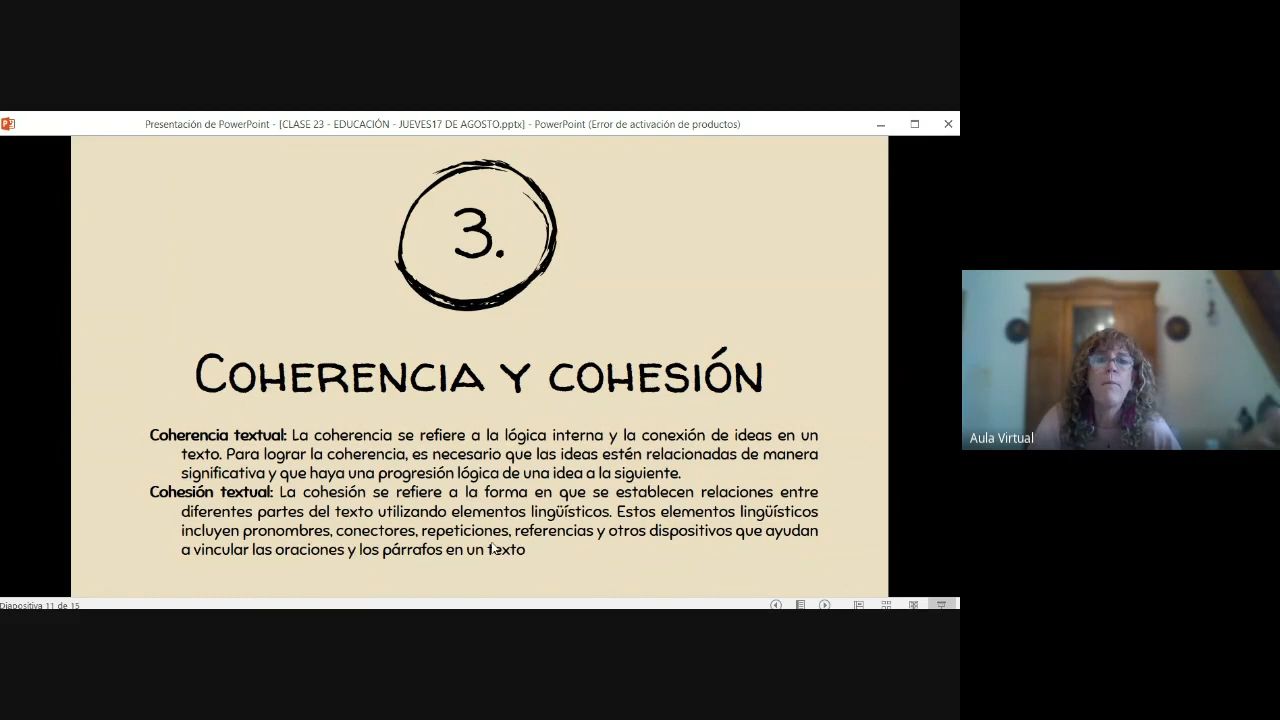 Presentación de PowerPoint - [CLASE 23 - EDUCACIÓN - JUEVES17 DE AGOSTO.pptx] - PowerPoint (Error de activación de productos)
3.
COHERENCIA Y COHESIÓN
Coherencia textual: La coherencia se refiere a la lógica interna y la conexión de ideas en un
texto. Para lograr la coherencia, es necesario que las ideas estén relacionadas de manera
significativa y que haya una progresión lógica de una idea a la siguiente.
Cohesión textual: La cohesión se refiere a la forma en que se establecen relaciones entre
diferentes partes del texto utilizando elementos lingüísticos. Estos elementos lingüísticos
incluyen pronombres, conectores, repeticiones, referencias y otros dispositivos que ayudan
a vincular las oraciones y los párrafos en un texto
Aula Virtual
Diapositiva 11 de 15